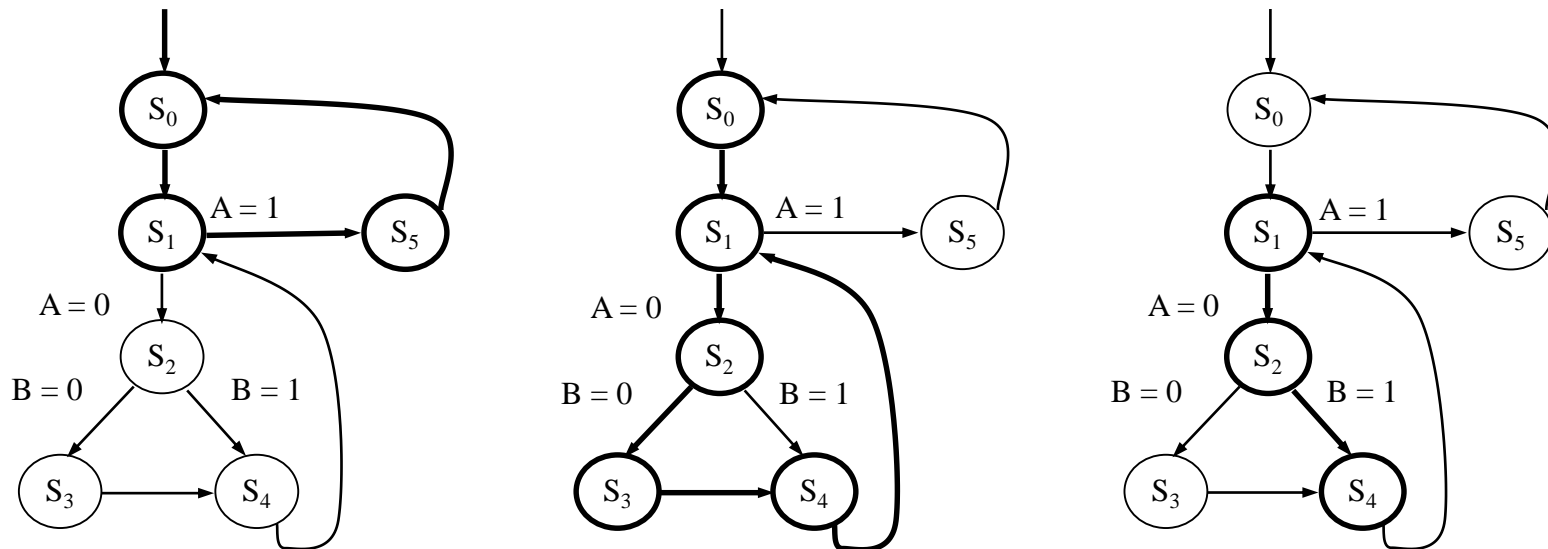 S₀
S₁
A = 1
S₅
A = 0
S₂
B = 0
B = 1
S₃
S₄
S₀
S₁
A = 1
S₅
A = 0
S₂
B = 0
B = 1
S₃
S₄
S₀
S₁
A = 1
S₅
A = 0
S₂
B = 0
B = 1
S₃
S₄